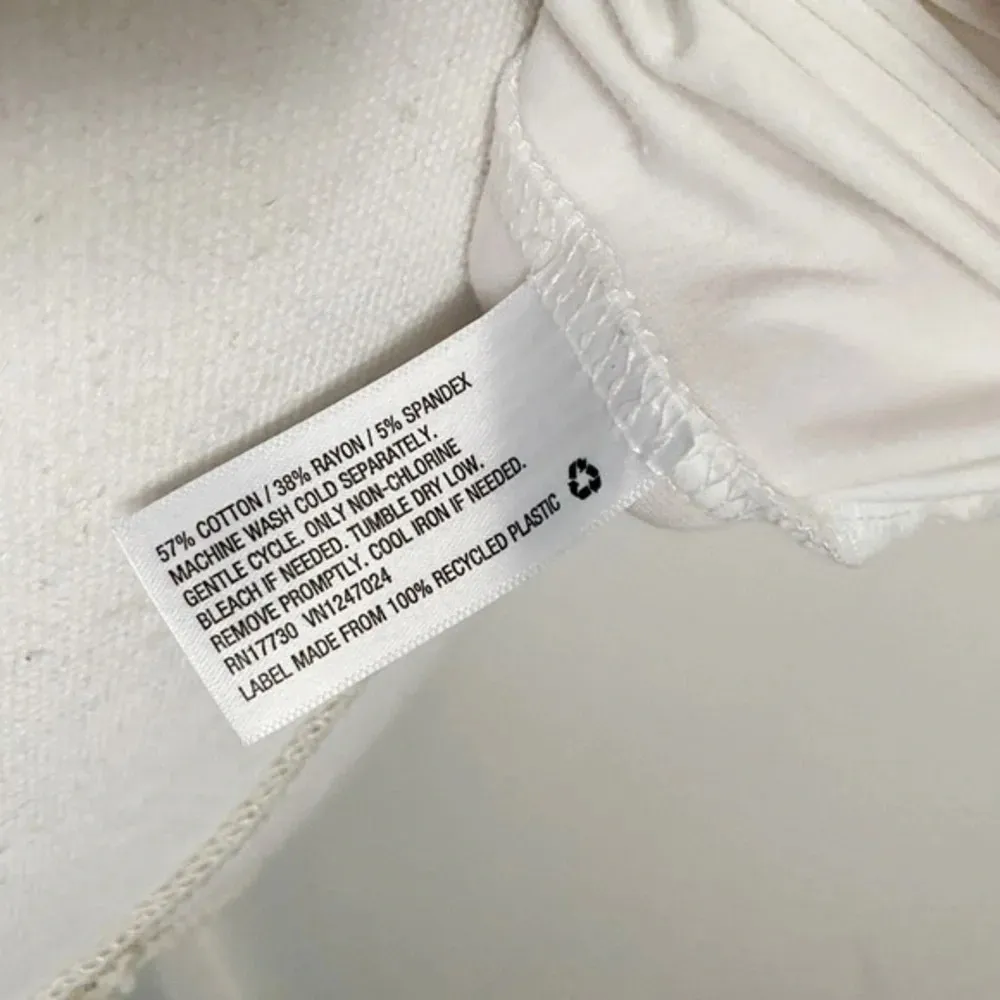 57% COTTON / 38% RAYON / 5% SPANDEX
MACHINE WASH COLD SEPARATELY.
GENTLE CYCLE. ONLY NON-CHLORINE
BLEACH IF NEEDED. TUMBLE DRY LOW.
REMOVE PROMPTLY. COOL IRON IF NEEDED.
RN17730 VN1247024
LABEL MADE FROM 100% RECYCLED PLASTIC